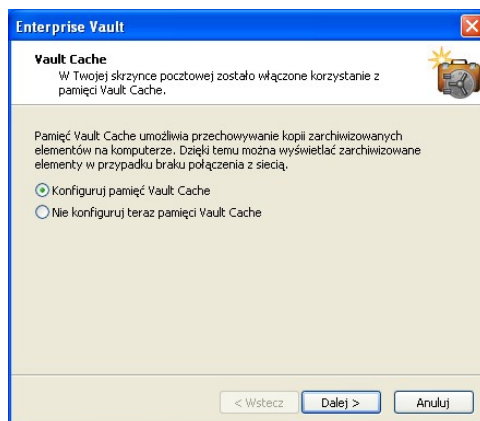 Enterprise Vault
Vault Cache
W Twojej skrzynce pocztowej zostało włączone korzystanie z
pamięci Vault Cache.
Pamięć Vault Cache umożliwia przechowywanie kopii zarchiwizowanych
elementów na komputerze. Dzięki temu można wyświetlać zarchiwizowane
elementy w przypadku braku połączenia z siecią.
Konfiguruj pamięć Vault Cache
Nie konfiguruj teraz pamięci Vault Cache
< Wstecz Dalej > Anuluj